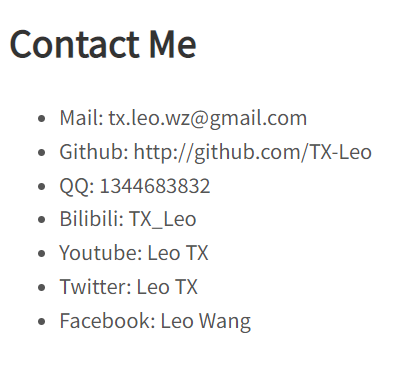 Contact Me
Mail: tx.leo.wz@gmail.com
Github: http://github.com/TX-Leo
QQ: 1344683832
Bilibili: TX_Leo
Youtube: Leo TX
Twitter: Leo TX
Facebook: Leo Wang